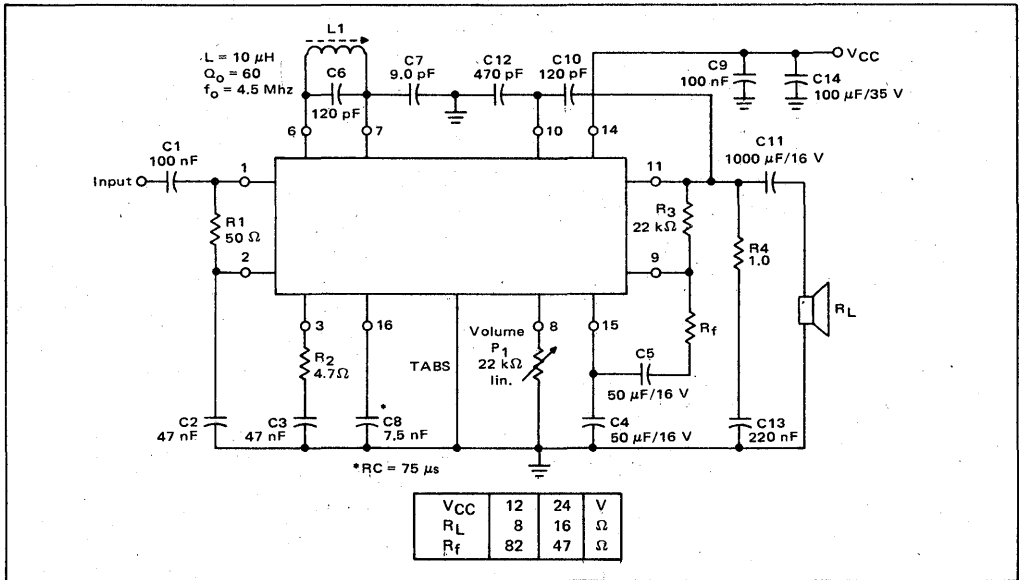 L1
L = 10 μH
Q₀ = 60
f₀ = 4.5 Mhz
C6
120 pF
C7
9.0 pF
C12
470 pF
C10
120 pF
C9
100 nF
VCC
C14
100 μF/35 V
6
7
10
14
C1
100 nF
Input
1
R1
50 Ω
2
11
R3
22 kΩ
9
C11
1000 μF/16 V
R4
1.0
RL
Rf
3
16
Volume
P1
22 kΩ
lin.
8
15
R2
4.7Ω
TABS
C5
50 μF/16 V
C2
47 nF
C3
47 nF
*
C8
7.5 nF
C4
50 μF/16 V
C13
220 nF
*RC = 75 μs
VCC 12 24 V
RL 8 16 Ω
Rf 82 47 Ω